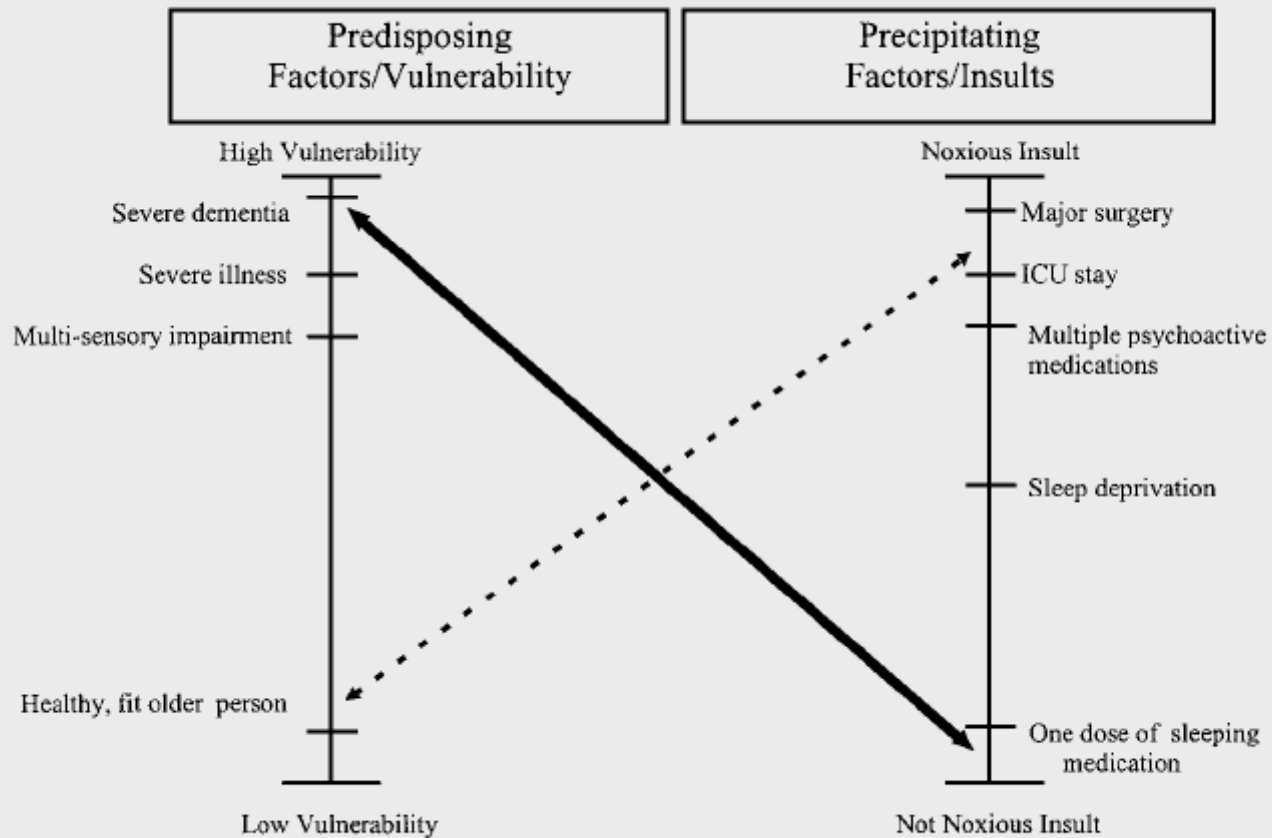 Predisposing
Factors/Vulnerability
Precipitating
Factors/Insults
High Vulnerability
Noxious Insult
Severe dementia
Major surgery
Severe illness
ICU stay
Multi-sensory impairment
Multiple psychoactive
medications
Sleep deprivation
Healthy, fit older person
One dose of sleeping
medication
Low Vulnerability
Not Noxious Insult